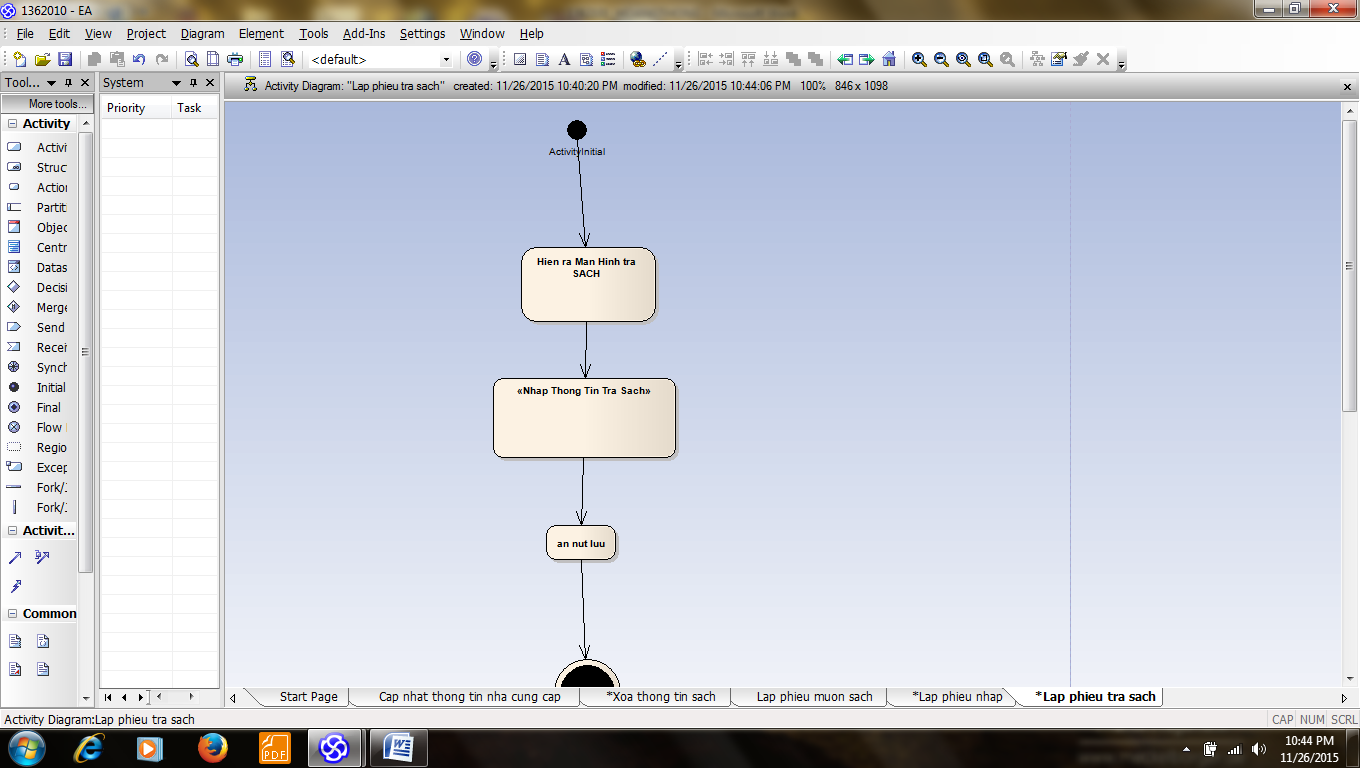 1362010 - EA
File Edit View Project Diagram Element Tools Add-Ins Settings Window Help
<default>
Tool...
System
Activity Diagram: "Lap phieu tra sach" created: 11/26/2015 10:40:20 PM modified: 11/26/2015 10:44:06 PM 100% 846 x 1098
More tools...
Priority Task
Activity
Activi
Struc
Action
Partiti
Objec
Centr
Datas
Decisi
Merge
Send
Recei
Synch
Initial
Final
Flow
Regio
Excep
Fork/J
Fork/J
Activit...
Common
ActivityInitial
Hien ra Man Hinh tra
SACH
«Nhap Thong Tin Tra Sach»
an nut luu
Start Page Cap nhat thong tin nha cung cap *Xoa thong tin sach Lap phieu muon sach *Lap phieu nhap *Lap phieu tra sach
Activity Diagram:Lap phieu tra sach
CAP NUM SCRL
PDF
10:44 PM
11/26/2015